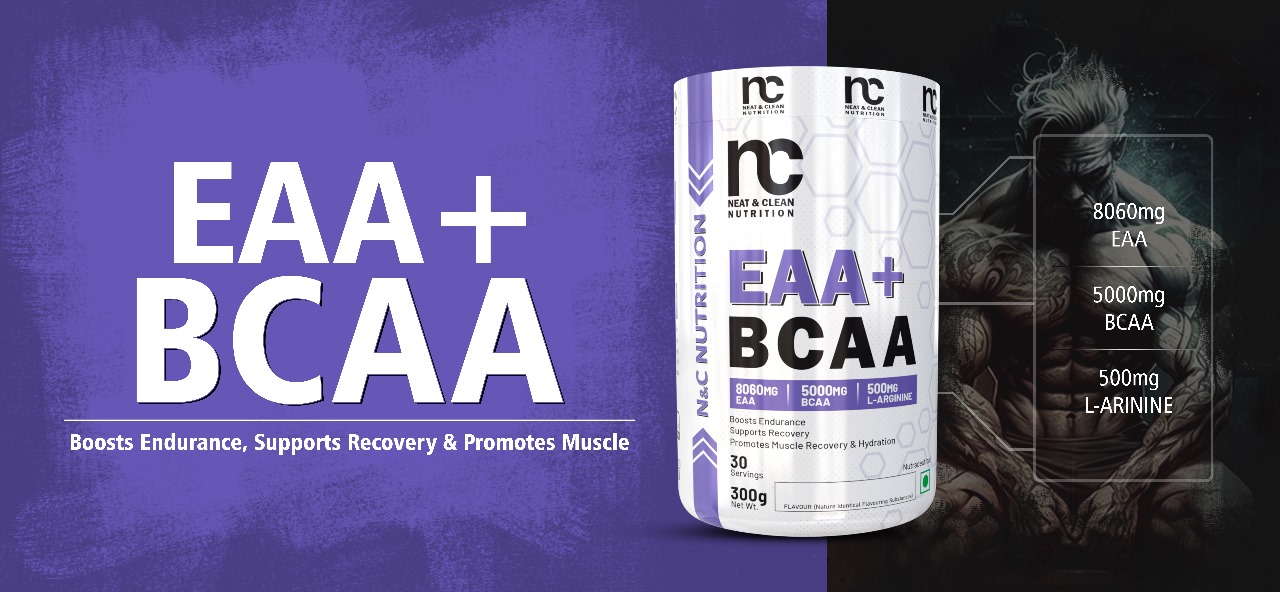 EAA+
BCAA
Boosts Endurance, Supports Recovery & Promotes Muscle
nc
NEAT & CLEAN
NUTRITION
nc
NEAT & CLEAN
NUTRITION
nc
nc
NEAT & CLEAN
NUTRITION
N&C NUTRITION
EAA+
BCAA
8060MG
EAA
5000MG
BCAA
500MG
L-ARGININE
Boosts Endurance
Supports Recovery
Promotes Muscle Recovery & Hydration
30
Servings
300g
Net Wt.
FLAVOUR (Nature Identical Flavouring Substances)
8060mg
EAA
5000mg
BCAA
500mg
L-ARININE